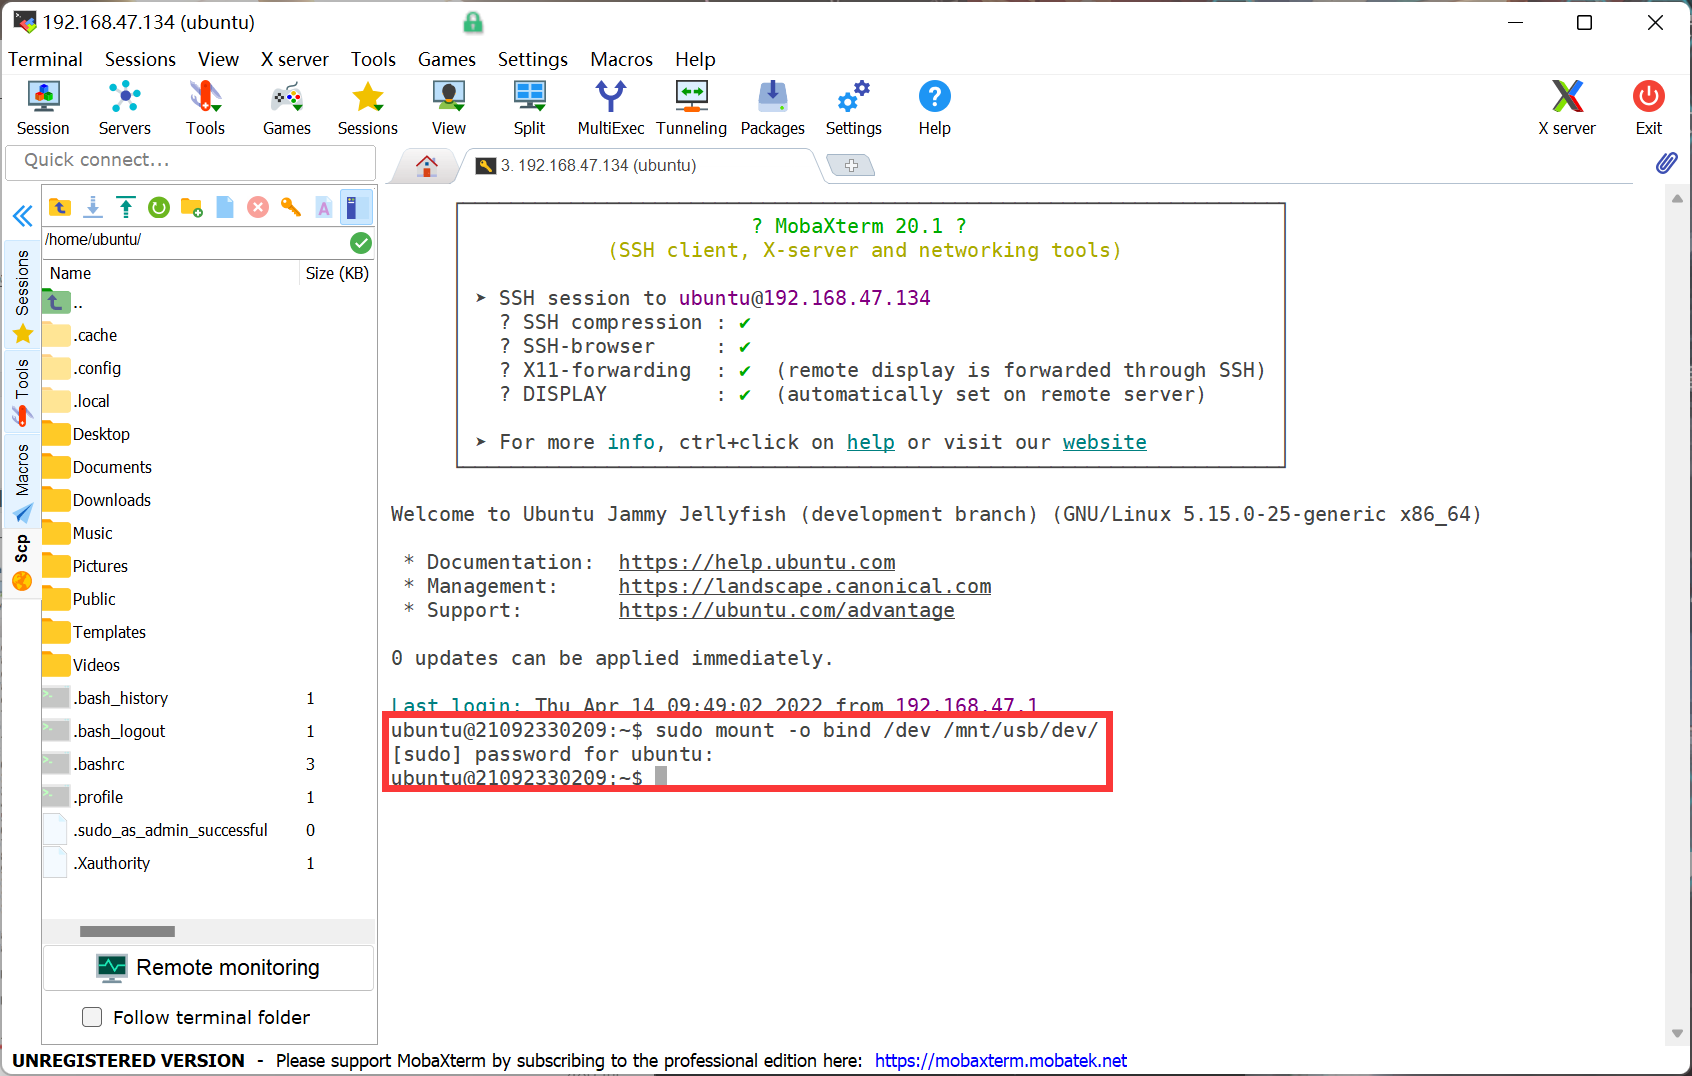 192.168.47.134 (ubuntu)
Terminal Sessions View X server Tools Games Settings Macros Help
Session Servers Tools Games Sessions View Split MultiExec Tunneling Packages Settings Help X server Exit
Quick connect...
3. 192.168.47.134 (ubuntu)
/home/ubuntu/
Name Size (KB)
..
.cache
.config
.local
Desktop
Documents
Downloads
Music
Pictures
Public
Templates
Videos
.bash_history 1
.bash_logout 1
.bashrc 3
.profile 1
.sudo_as_admin_successful 0
.Xauthority 1
Sessions
Tools
Macros
Scp
Remote monitoring
Follow terminal folder
? MobaXterm 20.1 ?
(SSH client, X-server and networking tools)
➤ SSH session to ubuntu@192.168.47.134
? SSH compression : ✔
? SSH-browser : ✔
? X11-forwarding : ✔ (remote display is forwarded through SSH)
? DISPLAY : ✔ (automatically set on remote server)
➤ For more info, ctrl+click on help or visit our website
Welcome to Ubuntu Jammy Jellyfish (development branch) (GNU/Linux 5.15.0-25-generic x86_64)
* Documentation: https://help.ubuntu.com
* Management: https://landscape.canonical.com
* Support: https://ubuntu.com/advantage
0 updates can be applied immediately.
Last login: Thu Apr 14 09:49:02 2022 from 192.168.47.1
ubuntu@21092330209:~$ sudo mount -o bind /dev /mnt/usb/dev/
[sudo] password for ubuntu:
ubuntu@21092330209:~$
UNREGISTERED VERSION - Please support MobaXterm by subscribing to the professional edition here: https://mobaxterm.mobatek.net